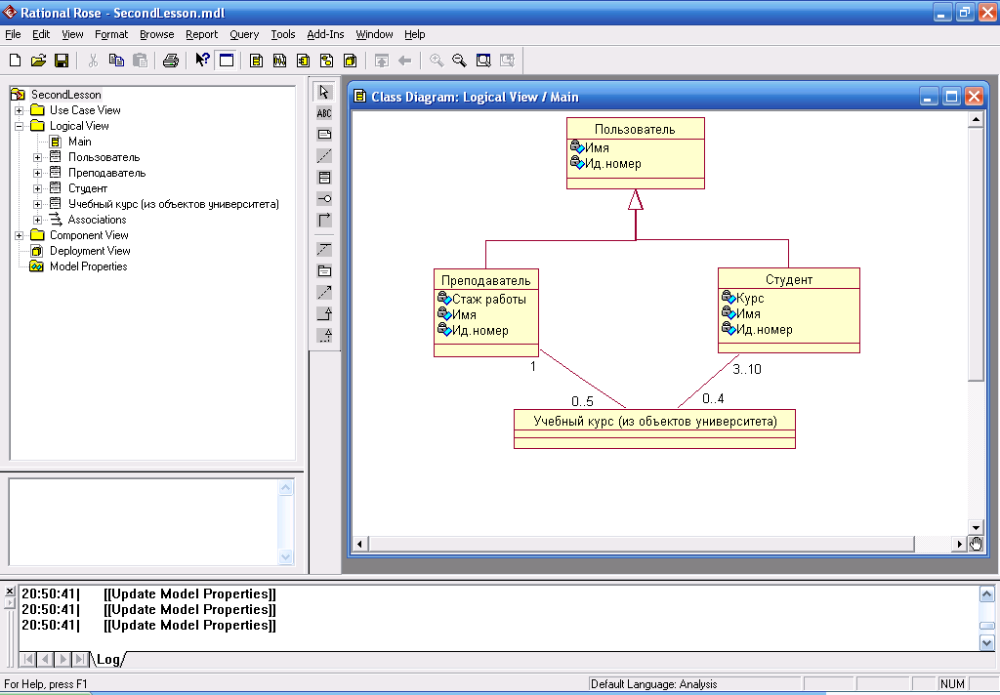 Rational Rose - SecondLesson.mdl
File Edit View Format Browse Report Query Tools Add-Ins Window Help
SecondLesson
Use Case View
Logical View
Main
Пользователь
Преподаватель
Студент
Учебный курс (из объектов университета)
Associations
Component View
Deployment View
Model Properties
ABC
Class Diagram: Logical View / Main
Пользователь
Имя
Ид.номер
Преподаватель
Стаж работы
Имя
Ид.номер
Студент
Курс
Имя
Ид.номер
1
3..10
0..5
0..4
Учебный курс (из объектов университета)
20:50:41| [[Update Model Properties]]
20:50:41| [[Update Model Properties]]
20:50:41| [[Update Model Properties]]
Log
For Help, press F1
Default Language: Analysis
NUM